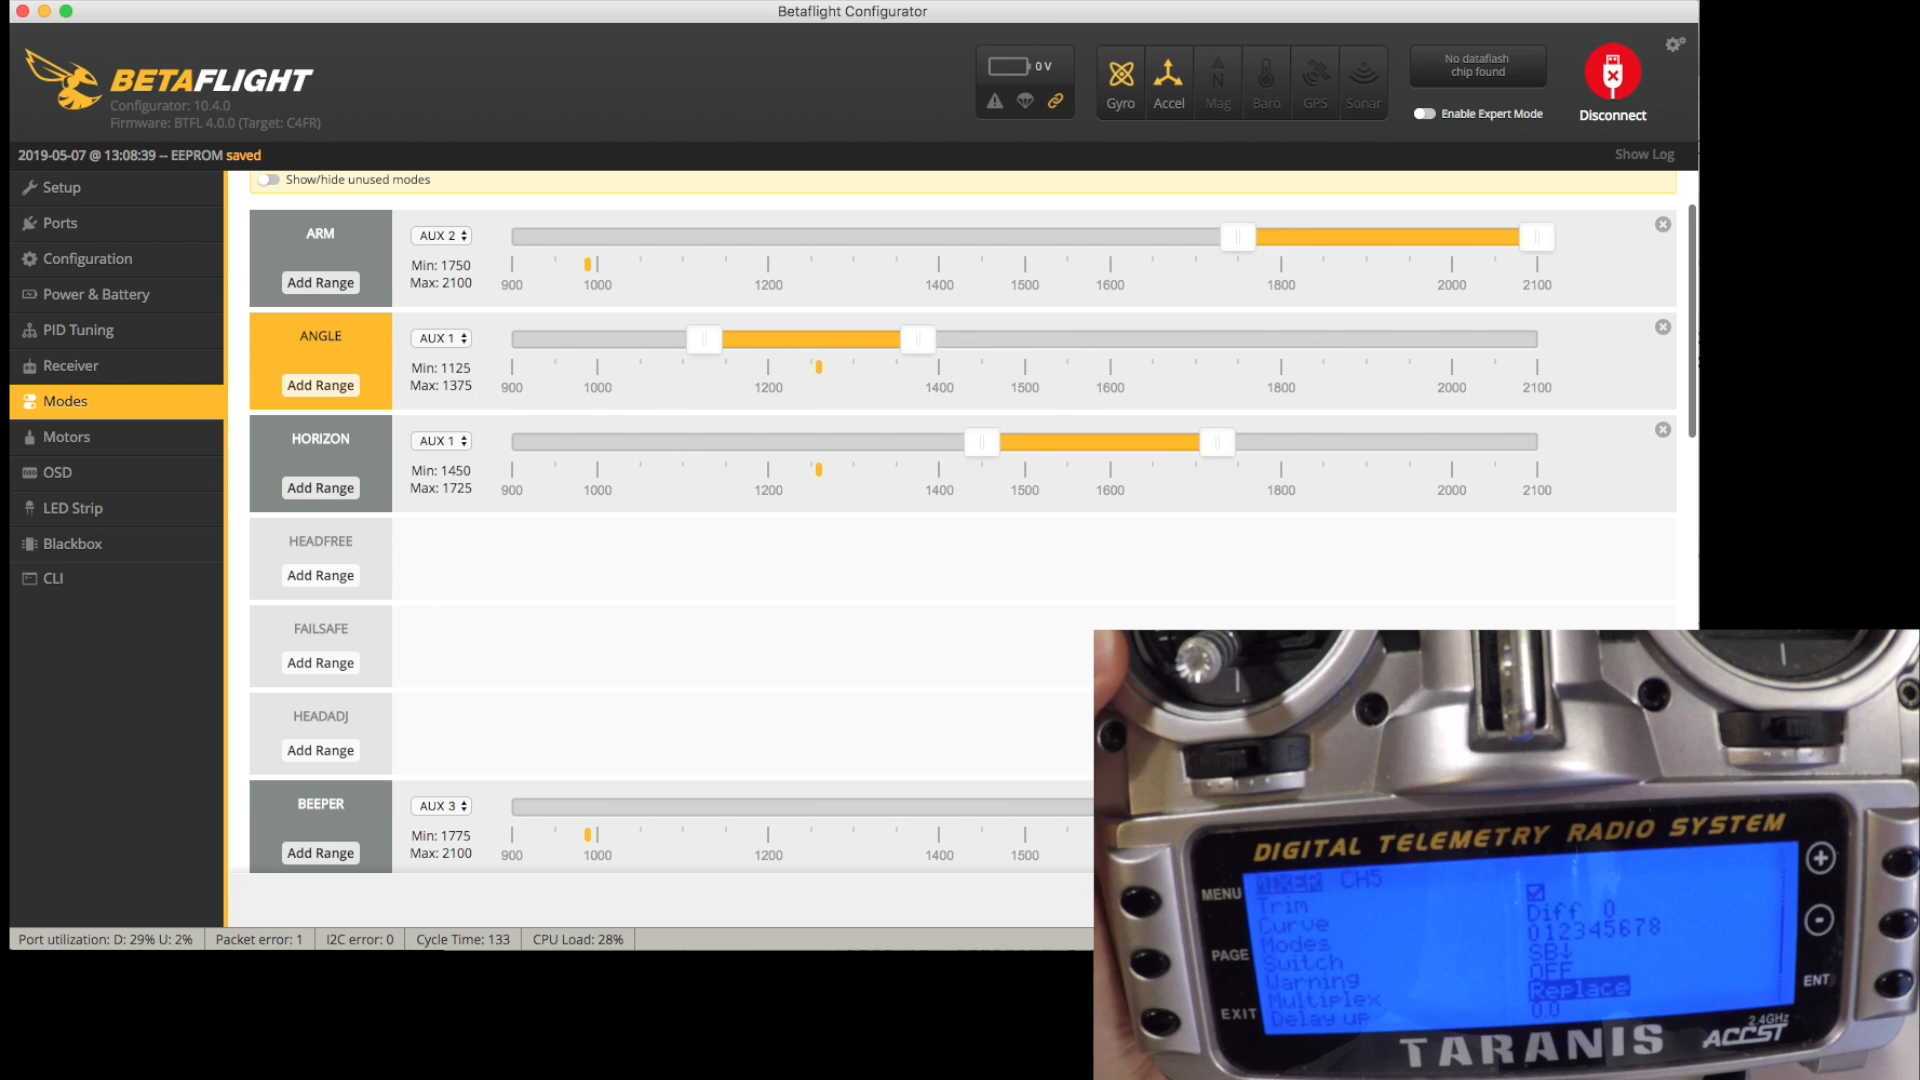 Betaflight Configurator
BETAFLIGHT
Configurator: 10.4.0
Firmware: BTFL 4.0.0 (Target: C4FR)
0 V
Gyro
Accel
Mag
Baro
GPS
Sonar
No dataflash
chip found
Enable Expert Mode
Disconnect
2019-05-07 @ 13:08:39 -- EEPROM saved
Show Log
Setup
Ports
Configuration
Power & Battery
PID Tuning
Receiver
Modes
Motors
OSD
LED Strip
Blackbox
CLI
Show/hide unused modes
ARM
Add Range
AUX 2
Min: 1750
Max: 2100
900 1000 1200 1400 1500 1600 1800 2000 2100
ANGLE
Add Range
AUX 1
Min: 1125
Max: 1375
900 1000 1200 1400 1500 1600 1800 2000 2100
HORIZON
Add Range
AUX 1
Min: 1450
Max: 1725
900 1000 1200 1400 1500 1600 1800 2000 2100
HEADFREE
Add Range
FAILSAFE
Add Range
HEADADJ
Add Range
BEEPER
Add Range
AUX 3
Min: 1775
Max: 2100
900 1000 1200 1400 1500
Port utilization: D: 29% U: 2%
Packet error: 1
I2C error: 0
Cycle Time: 133
CPU Load: 28%
DIGITAL TELEMETRY RADIO SYSTEM
MENU
PAGE
EXIT
ENT
MIXER CH5
Trim
Curve Diff 0
Modes 012345678
Switch SB↓
Warning OFF
Multiplex Replace
Delay up 0.0
TARANIS
2.4GHz
ACCST